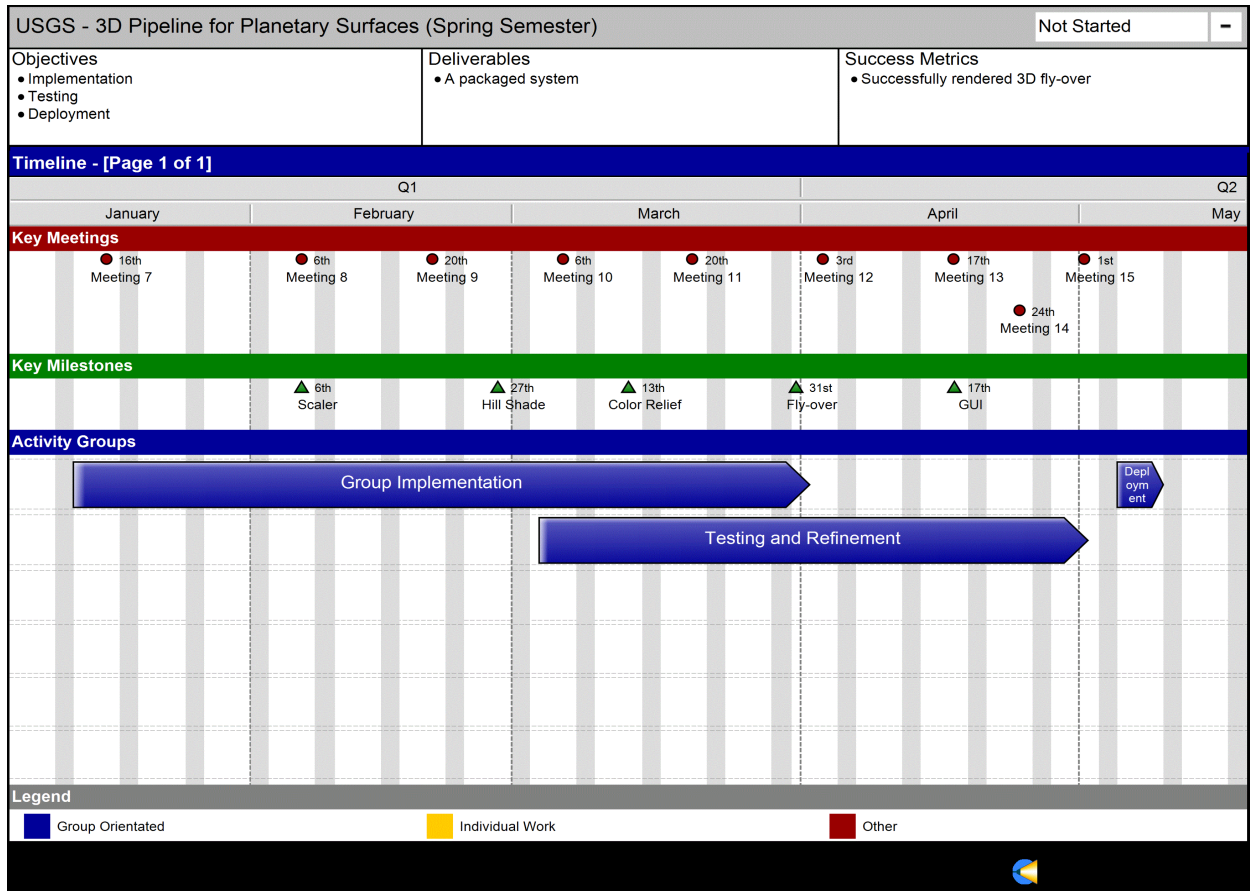 USGS - 3D Pipeline for Planetary Surfaces (Spring Semester)
Not Started
-
Objectives
• Implementation
• Testing
• Deployment
Deliverables
• A packaged system
Success Metrics
• Successfully rendered 3D fly-over
Timeline - [Page 1 of 1]
Q1
Q2
January
February
March
April
May
Key Meetings
16th
Meeting 7
6th
Meeting 8
20th
Meeting 9
6th
Meeting 10
20th
Meeting 11
3rd
Meeting 12
17th
Meeting 13
1st
Meeting 15
24th
Meeting 14
Key Milestones
6th
Scaler
27th
Hill Shade
13th
Color Relief
31st
Fly-over
17th
GUI
Activity Groups
Group Implementation
Depl
oym
ent
Testing and Refinement
Legend
Group Orientated
Individual Work
Other